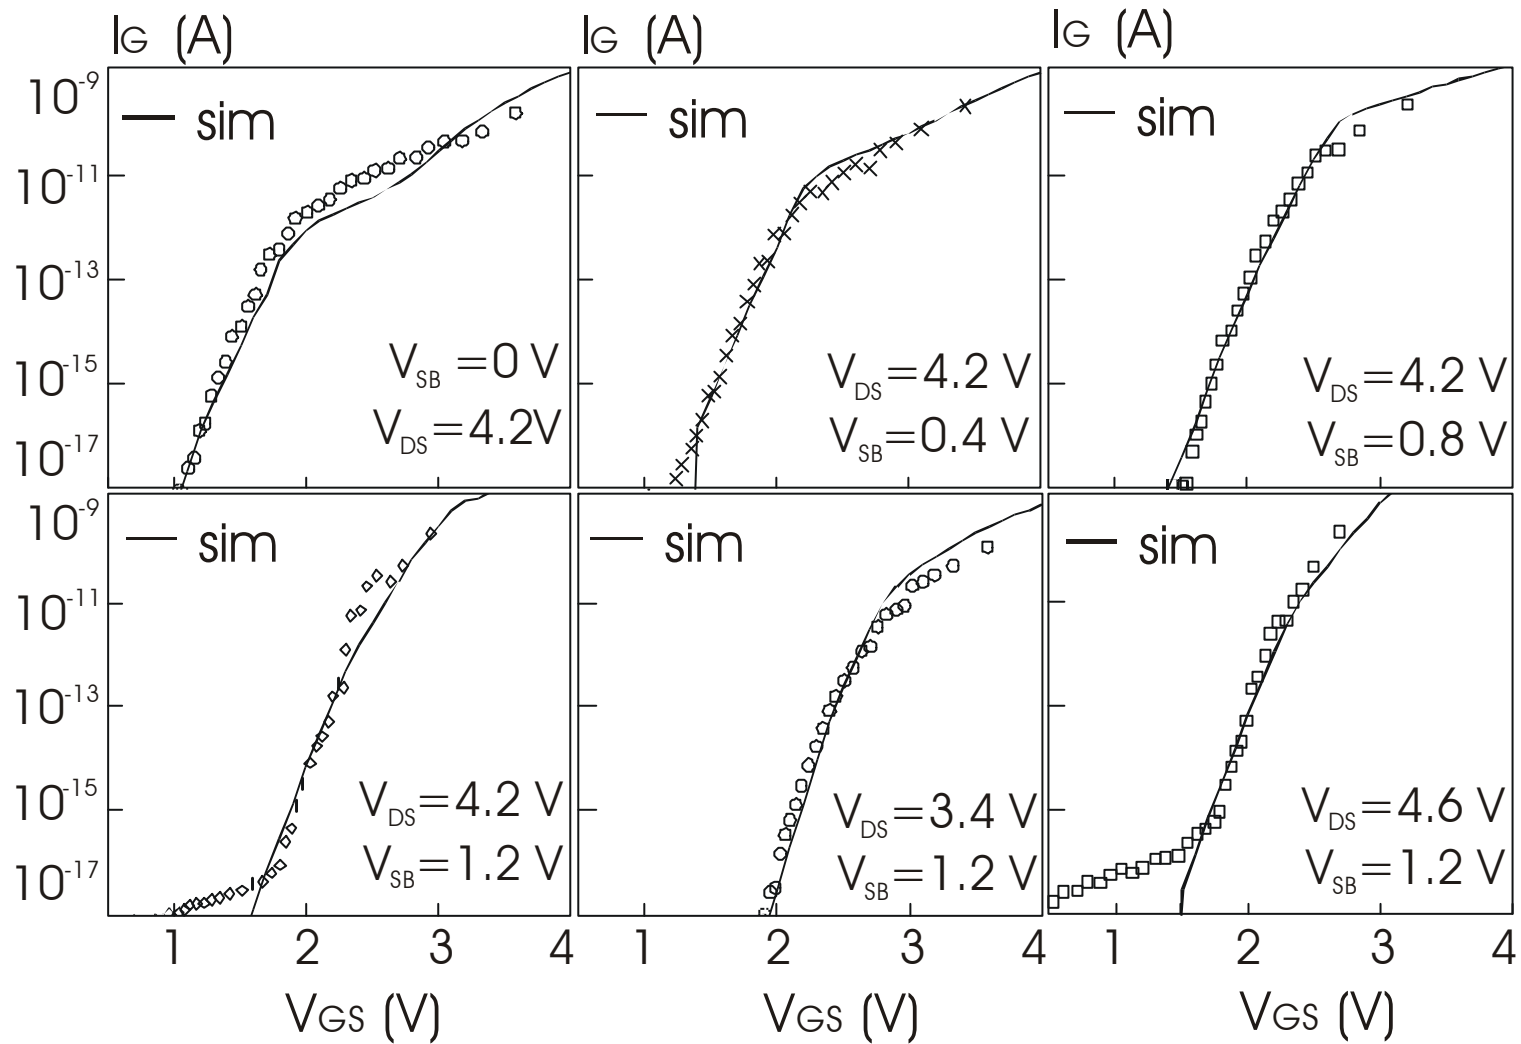 IG (A) IG (A) IG (A)
10-9 sim sim sim
10-11
10-13
VSB =0 V
10-15 VDS=4.2 V VDS=4.2 V
VDS=4.2V
10-17 VSB=0.4 V VSB=0.8 V
10-9 sim sim sim
10-11
10-13
10-15 VDS=4.2 V VDS=3.4 V VDS=4.6 V
10-17 VSB=1.2 V VSB=1.2 V VSB=1.2 V
1 2 3 4 1 2 3 4 1 2 3 4
VGS (V) VGS (V) VGS (V)